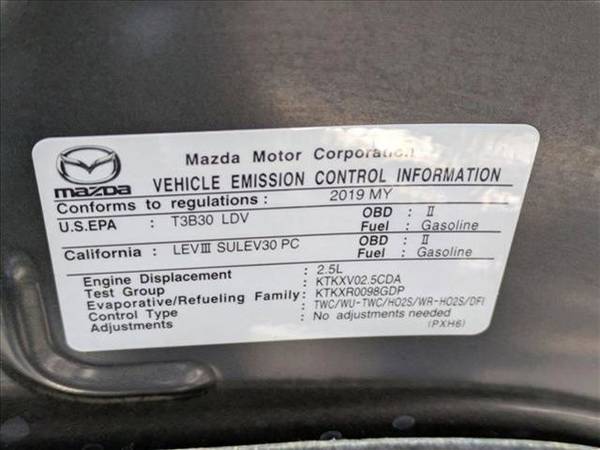 Mazda Motor Corporation
mazda
VEHICLE EMISSION CONTROL INFORMATION
Conforms to regulations : 2019 MY
U.S.EPA : T3B30 LDV OBD : II
Fuel : Gasoline
California : LEVIII SULEV30 PC OBD : II
Fuel : Gasoline
Engine Displacement : 2.5L
Test Group : KTKXV02.5CDA
Evaporative/Refueling Family: KTKXR0098GDP
Control Type : TWC/WU-TWC/HO2S/WR-HO2S/DFI
Adjustments : No adjustments needed
(PXH6)